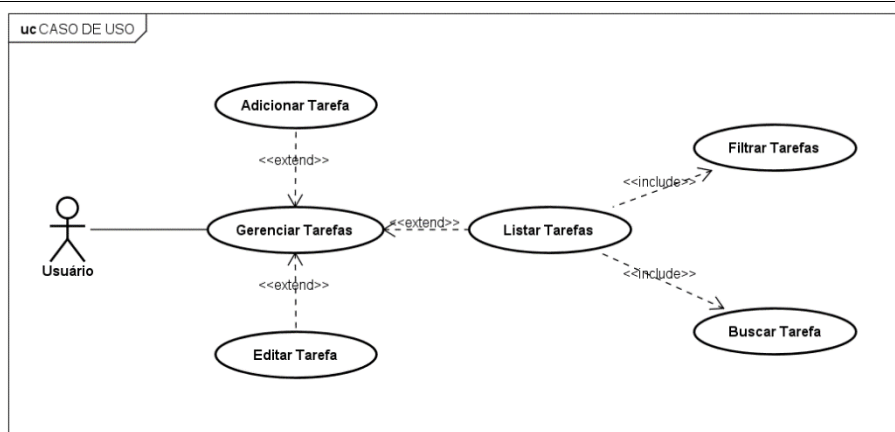 uc CASO DE USO
Adicionar Tarefa
<<extend>>
Filtrar Tarefas
<<include>>
Gerenciar Tarefas
<<extend>>
Listar Tarefas
Usuário
<<extend>>
<<include>>
Editar Tarefa
Buscar Tarefa